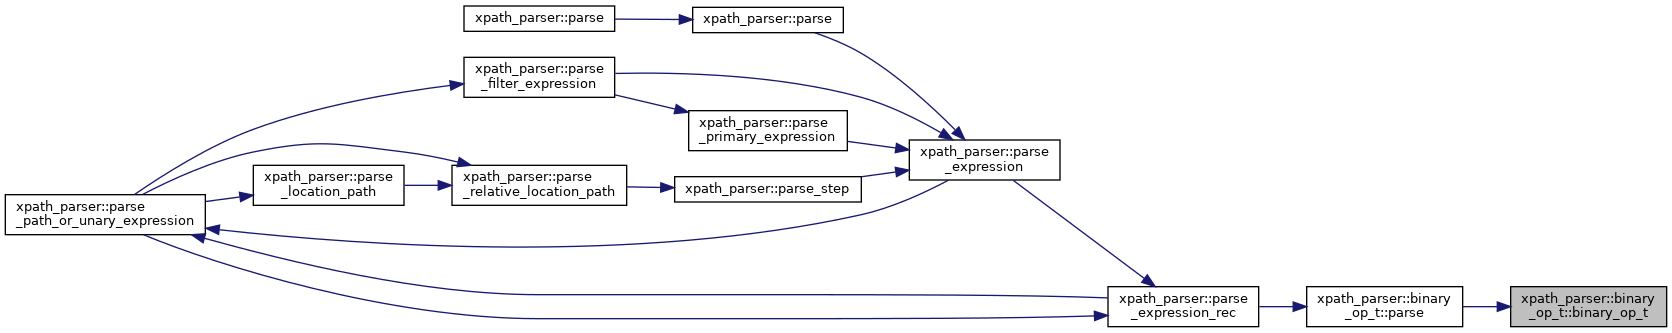 xpath_parser::parse
xpath_parser::parse
xpath_parser::parse
_filter_expression
xpath_parser::parse
_primary_expression
xpath_parser::parse
_expression
xpath_parser::parse
_location_path
xpath_parser::parse
_relative_location_path
xpath_parser::parse_step
xpath_parser::parse
_path_or_unary_expression
xpath_parser::parse
_expression_rec
xpath_parser::binary
_op_t::parse
xpath_parser::binary
_op_t::binary_op_t